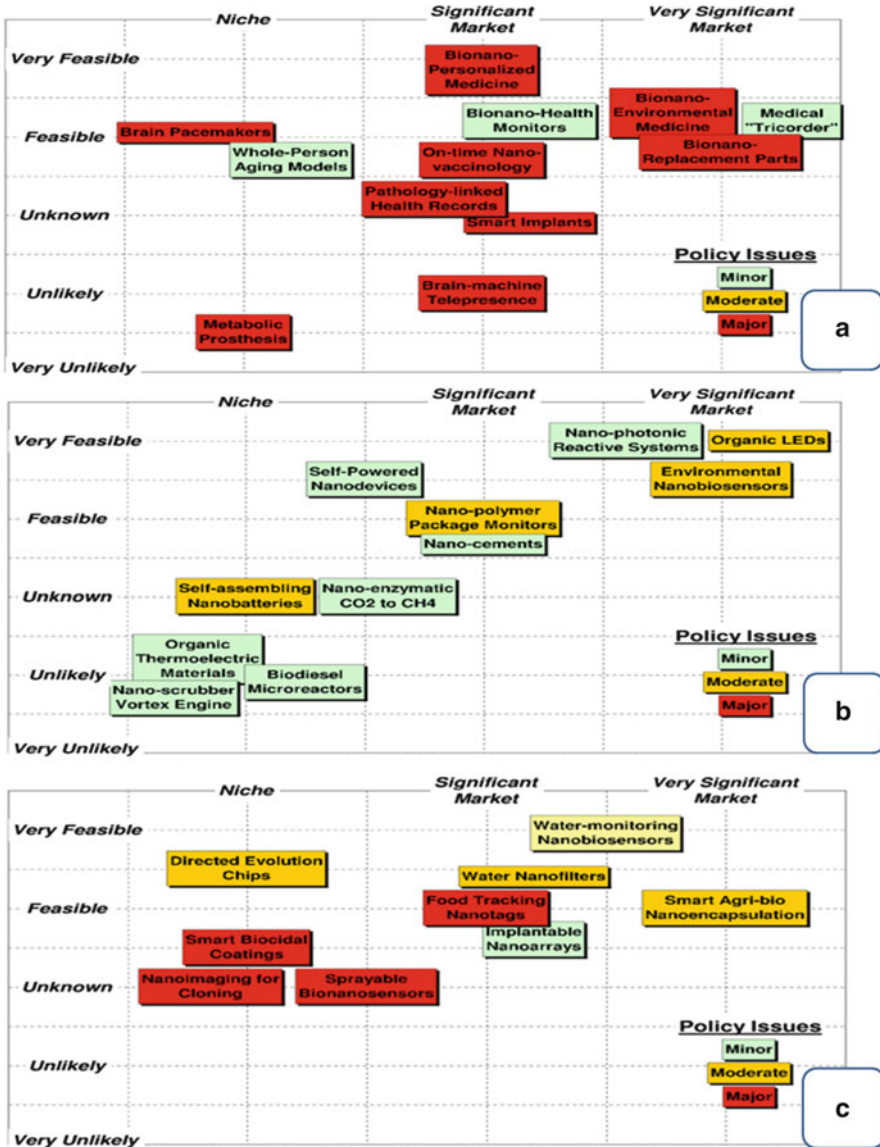 Niche
Significant
Market
Very Significant
Market
Very Feasible
Bionano-
Personalized
Medicine
Feasible
Brain Pacemakers
Whole-Person
Aging Models
Bionano-Health
Monitors
On-time Nano-
vaccinology
Bionano-
Environmental
Medicine
Medical
"Tricorder"
Bionano-
Replacement Parts
Unknown
Pathology-linked
Health Records
Smart Implants
Unlikely
Brain-machine
Telepresence
Metabolic
Prosthesis
Very Unlikely
Policy Issues
Minor
Moderate
Major
a
Niche
Significant
Market
Very Significant
Market
Very Feasible
Nano-photonic
Reactive Systems
Organic LEDs
Self-Powered
Nanodevices
Environmental
Nanobiosensors
Feasible
Nano-polymer
Package Monitors
Nano-cements
Unknown
Self-assembling
Nanobatteries
Nano-enzymatic
CO2 to CH4
Unlikely
Organic
Thermoelectric
Materials
Biodiesel
Microreactors
Nano-scrubber
Vortex Engine
Very Unlikely
Policy Issues
Minor
Moderate
Major
b
Niche
Significant
Market
Very Significant
Market
Very Feasible
Water-monitoring
Nanobiosensors
Directed Evolution
Chips
Water Nanofilters
Feasible
Food Tracking
Nanotags
Smart Agri-bio
Nanoencapsulation
Implantable
Nanoarrays
Smart Biocidal
Coatings
Unknown
Nanoimaging for
Cloning
Sprayable
Bionanosensors
Unlikely
Very Unlikely
Policy Issues
Minor
Moderate
Major
c